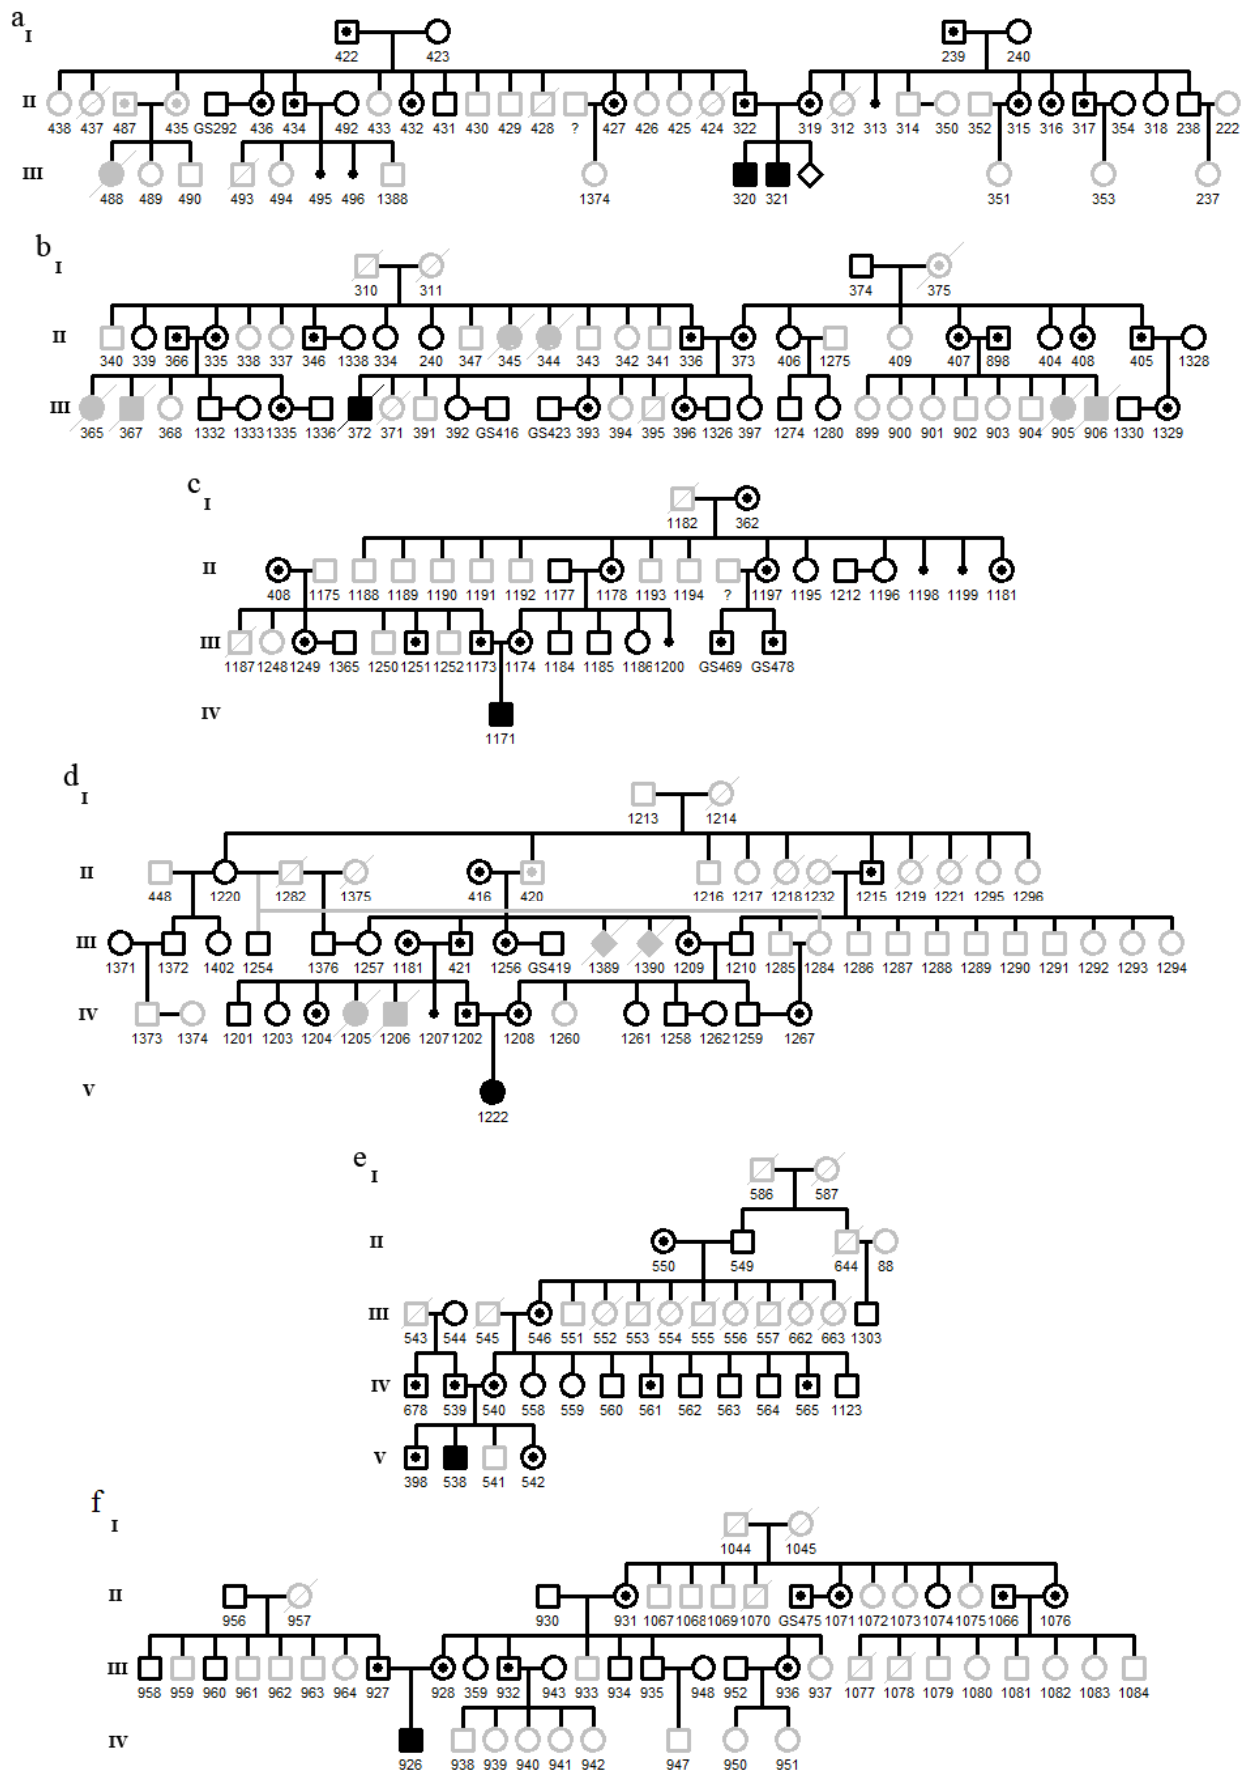 a
I
422 423 239 240
II
438 437 487 435 GS292 436 434 492 433 432 431 430 429 428 ? 427 426 425 424 322 319 312 313 314 350 352 315 316 317 354 318 238 222
III
488 489 490 493 494 495 496 1388 1374 320 321 351 353 237
b
I
310 311 374 375
II
340 339 366 335 338 337 346 1338 334 240 347 345 344 343 342 341 336 373 406 1275 409 407 898 404 408 405 1328
III
365 367 368 1332 1333 1335 1336 372 371 391 392 GS416 GS423 393 394 395 396 1326 397 1274 1280 899 900 901 902 903 904 905 906 1330 1329
c
I
1182 362
II
408 1175 1188 1189 1190 1191 1192 1177 1178 1193 1194 ? 1197 1195 1212 1196 1198 1199 1181
III
1187 1248 1249 1365 1250 1251 1252 1173 1174 1184 1185 1186 1200 GS469 GS478
IV
1171
d
I
1213 1214
II
448 1220 1282 1375 416 420 1216 1217 1218 1232 1215 1219 1221 1295 1296
III
1371 1372 1402 1254 1376 1257 1181 421 1256 GS419 1389 1390 1209 1210 1285 1284 1286 1287 1288 1289 1290 1291 1292 1293 1294
IV
1373 1374 1201 1203 1204 1205 1206 1207 1202 1208 1260 1261 1258 1262 1259 1267
V
1222
e
I
586 587
II
550 549 644 88
III
543 544 545 546 551 552 553 554 555 556 557 662 663 1303
IV
678 539 540 558 559 560 561 562 563 564 565 1123
V
398 538 541 542
f
I
1044 1045
II
956 957 930 931 1067 1068 1069 1070 GS475 1071 1072 1073 1074 1075 1066 1076
III
958 959 960 961 962 963 964 927 928 359 932 943 933 934 935 948 952 936 937 1077 1078 1079 1080 1081 1082 1083 1084
IV
926 938 939 940 941 942 947 950 951